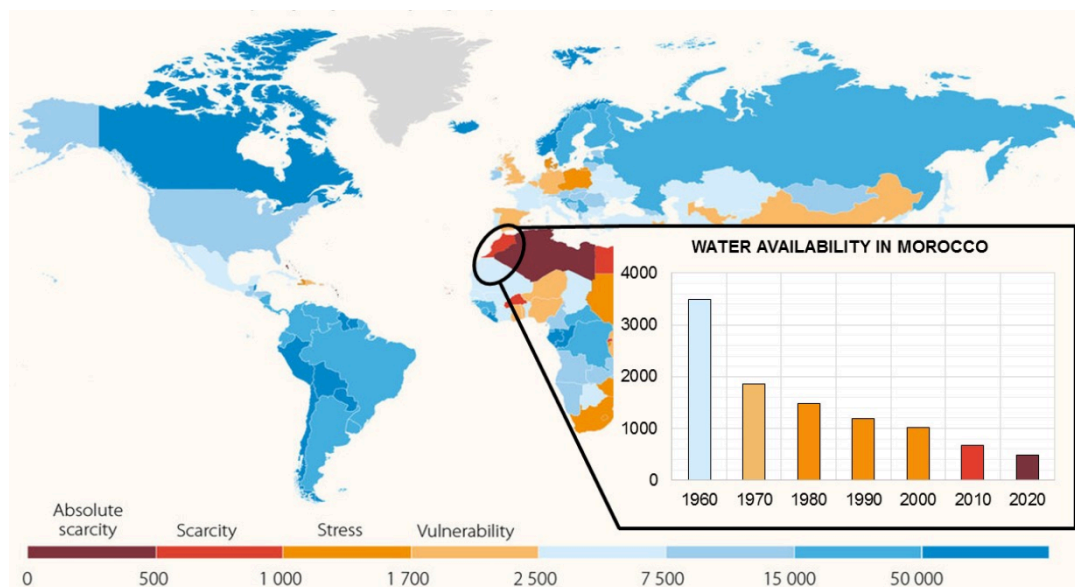 WATER AVAILABILITY IN MOROCCO
4000
3000
2000
1000
0
1960 1970 1980 1990 2000 2010 2020
Absolute
scarcity Scarcity Stress Vulnerability
0 500 1 000 1 700 2 500 7 500 15 000 50 000